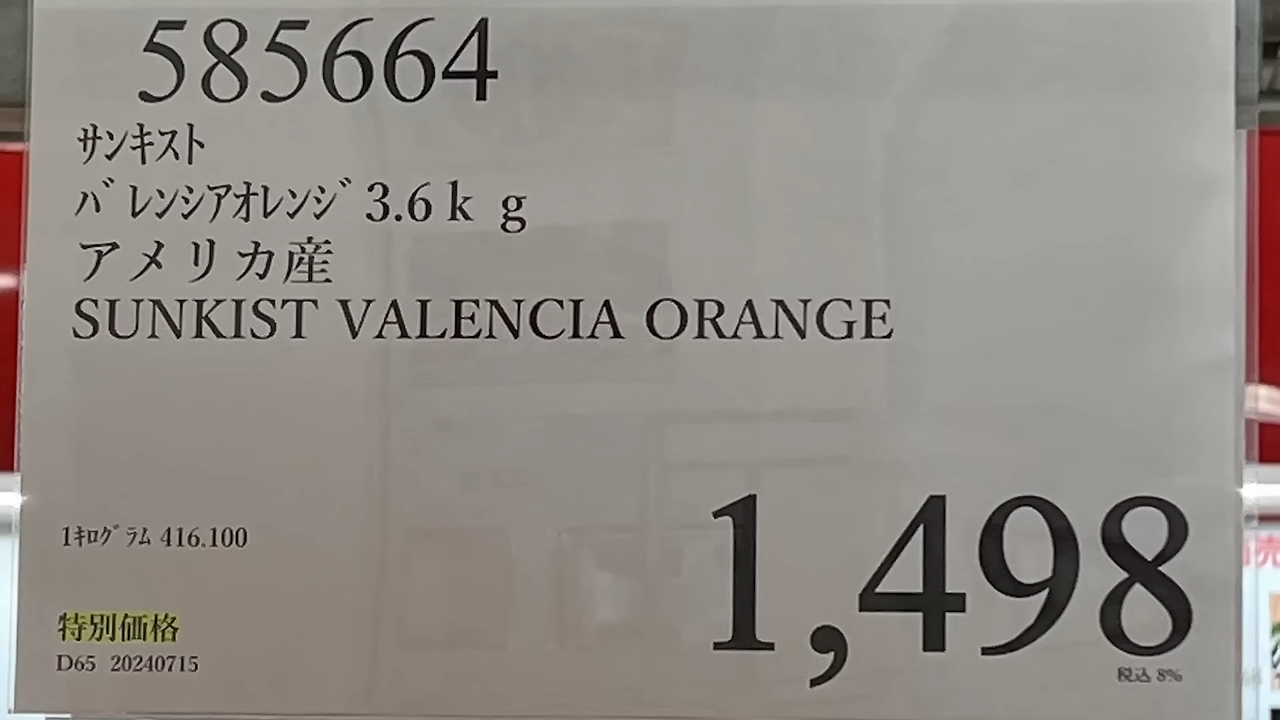 585664
サンキスト
バレンシアオレンジ 3.6ｋｇ
アメリカ産
SUNKIST VALENCIA ORANGE
1キログラム 416.100
1,498
税込 8%
特別価格
D65 20240715
売